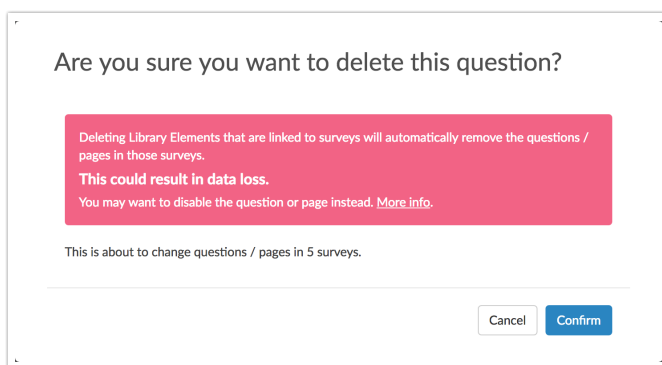 Are you sure you want to delete this question?
Deleting Library Elements that are linked to surveys will automatically remove the questions /
pages in those surveys.
This could result in data loss.
You may want to disable the question or page instead. More info.
This is about to change questions / pages in 5 surveys.
Cancel
Confirm